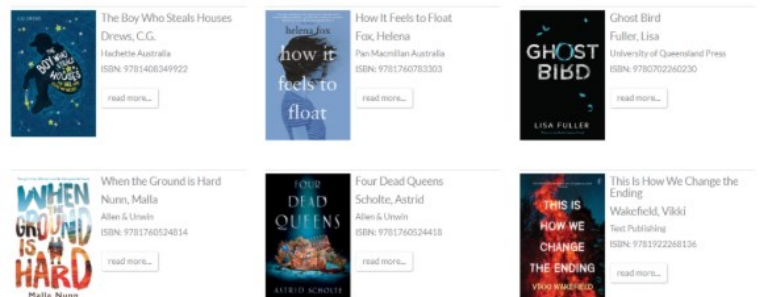 The Boy Who Steals Houses
Drews, C.G.
Hachette Australia
ISBN: 9781408349922
read more...
THE
BOY WHO
STEALS
HOUSES
How It Feels to Float
Fox, Helena
Pan Macmillan Australia
ISBN: 9781760783303
read more...
helena fox
how it
feels to
float
Ghost Bird
Fuller, Lisa
University of Queensland Press
ISBN: 9780702260230
read more...
GHOST
BIRD
LISA FULLER
When the Ground is Hard
Nunn, Malla
Allen & Unwin
ISBN: 9781760524814
read more...
WHEN
THE
GROUND
IS
HARD
Malla Nunn
Four Dead Queens
Scholte, Astrid
Allen & Unwin
ISBN: 9781760524418
read more...
FOUR
DEAD
QUEENS
ASTRID SCHOLTE
This Is How We Change the
Ending
Wakefield, Vikki
Text Publishing
ISBN: 9781922268136
read more...
THIS IS
HOW WE
CHANGE
THE ENDING
VIKKI WAKEFIELD